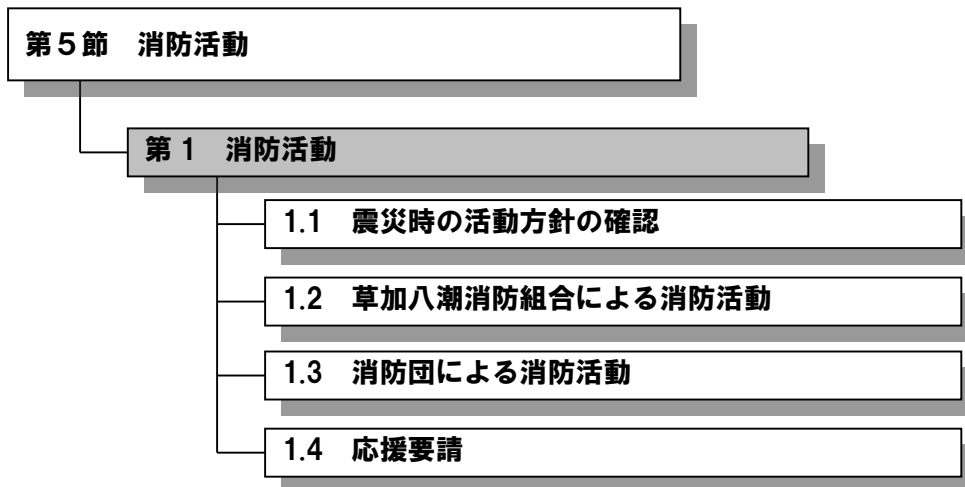 第５節　消防活動
第１　消防活動
1.1　震災時の活動方針の確認
1.2　草加八潮消防組合による消防活動
1.3　消防団による消防活動
1.4　応援要請